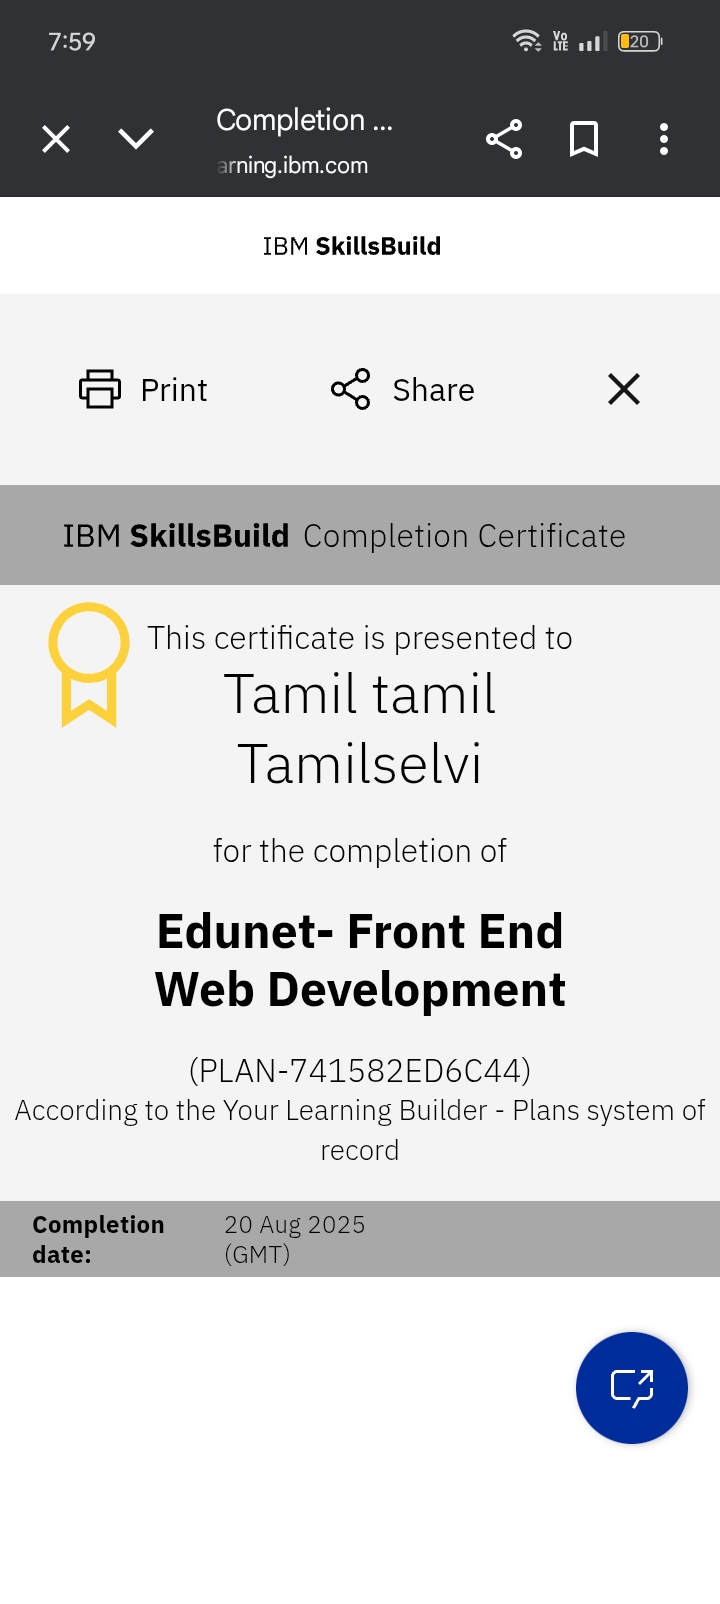 7:59
Vo
LTE
20
Completion ...
arning.ibm.com
IBM SkillsBuild
Print
Share
IBM SkillsBuild Completion Certificate
This certificate is presented to
Tamil tamil
Tamilselvi
for the completion of
Edunet- Front End
Web Development
(PLAN-741582ED6C44)
According to the Your Learning Builder - Plans system of
record
Completion
date:
20 Aug 2025
(GMT)